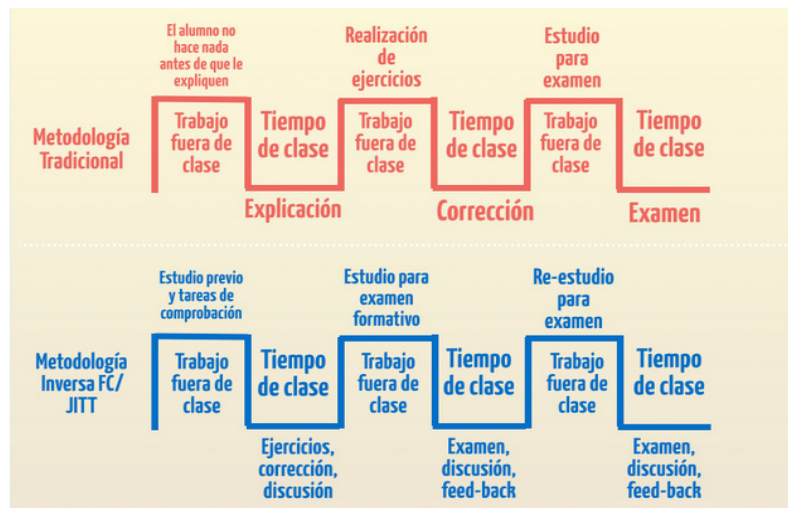 El alumno no
hace nada
antes de que le
expliquen
Realización
de
ejercicios
Estudio
para
examen
Metodología
Tradicional
Trabajo
fuera de
clase
Tiempo
de clase
Trabajo
fuera de
clase
Tiempo
de clase
Trabajo
fuera de
clase
Tiempo
de clase
Explicación
Corrección
Examen
Estudio previo
y tareas de
comprobación
Estudio para
examen
formativo
Re-estudio
para
examen
Metodología
Inversa FC/
JITT
Trabajo
fuera de
clase
Tiempo
de clase
Trabajo
fuera de
clase
Tiempo
de clase
Trabajo
fuera de
clase
Tiempo
de clase
Ejercicios,
corrección,
discusión
Examen,
discusión,
feed-back
Examen,
discusión,
feed-back